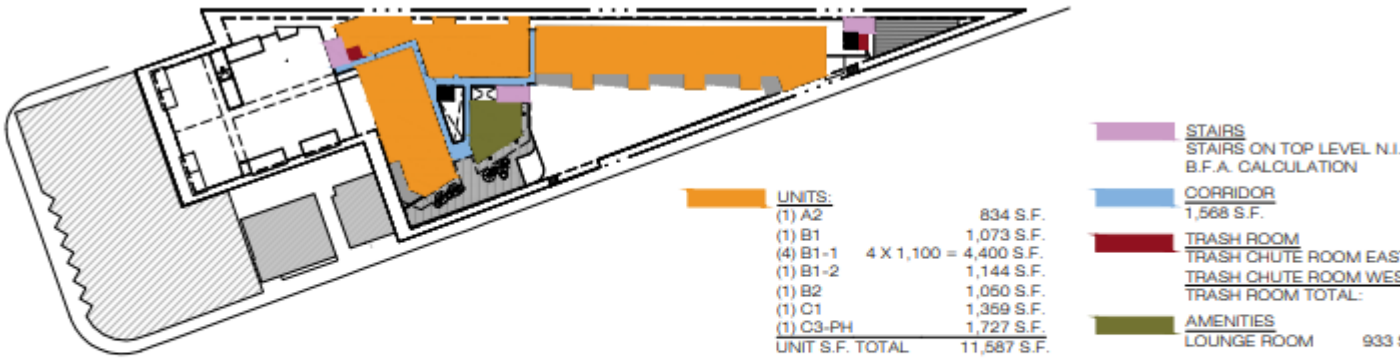 UNITS:
(1) A2 834 S.F.
(1) B1 1,073 S.F.
(4) B1-1 4 X 1,100 = 4,400 S.F.
(1) B1-2 1,144 S.F.
(1) B2 1,050 S.F.
(1) C1 1,359 S.F.
(1) C3-PH 1,727 S.F.
UNIT S.F. TOTAL 11,587 S.F.
STAIRS
STAIRS ON TOP LEVEL N.I.
B.F.A. CALCULATION
CORRIDOR
1,568 S.F.
TRASH ROOM
TRASH CHUTE ROOM EAST
TRASH CHUTE ROOM WES
TRASH ROOM TOTAL:
AMENITIES
LOUNGE ROOM 933